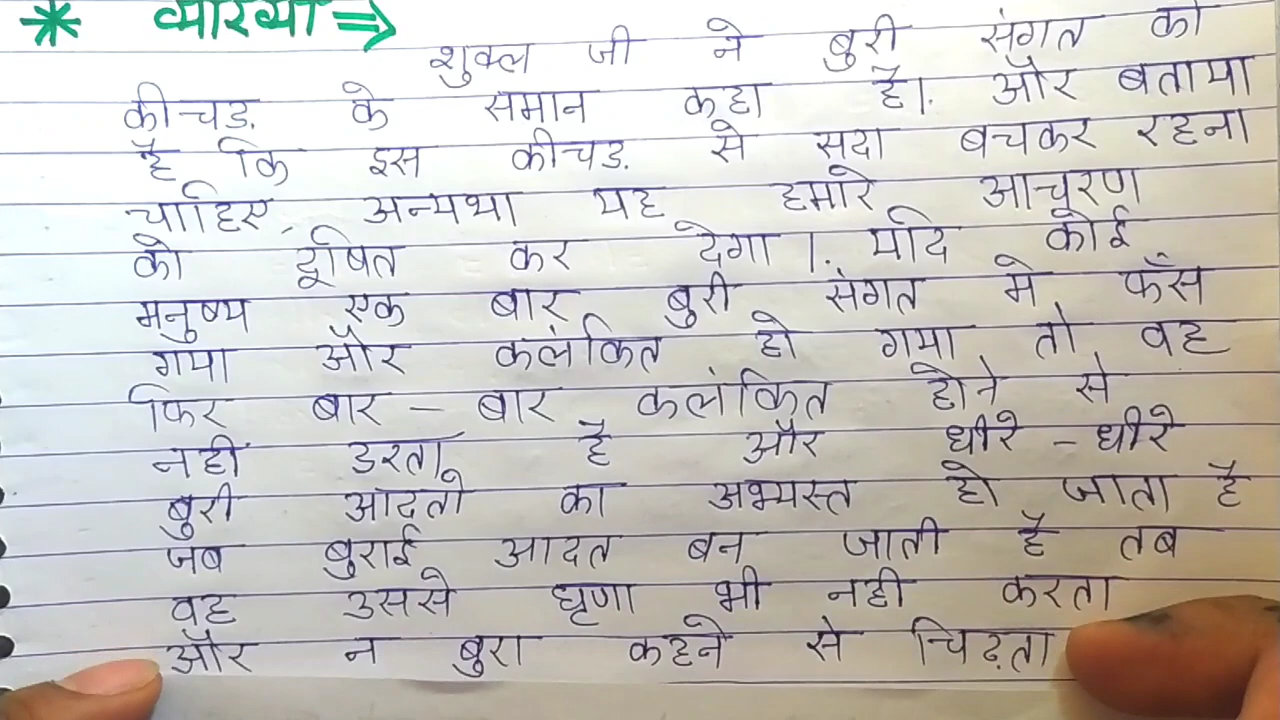 * व्याख्या ⇒
शुक्ल जी ने बुरी संगत को
कीचड़ के समान कहा है। और बताया
है कि इस कीचड़ से सदा बचकर रहना
चाहिए, अन्यथा यह हमारे आचरण
को दूषित कर देगा। यदि कोई
मनुष्य एक बार बुरी संगत मे फँस
गया और कलंकित हो गया, तो वह
फिर बार - बार कलंकित होने से
नही डरता है और धीरे - धीरे
बुरी आदतो का अभ्यस्त हो जाता है
जब बुराई आदत बन जाती है तब
वह उससे घृणा भी नही करता
और न बुरा कहने से चिढ़ता